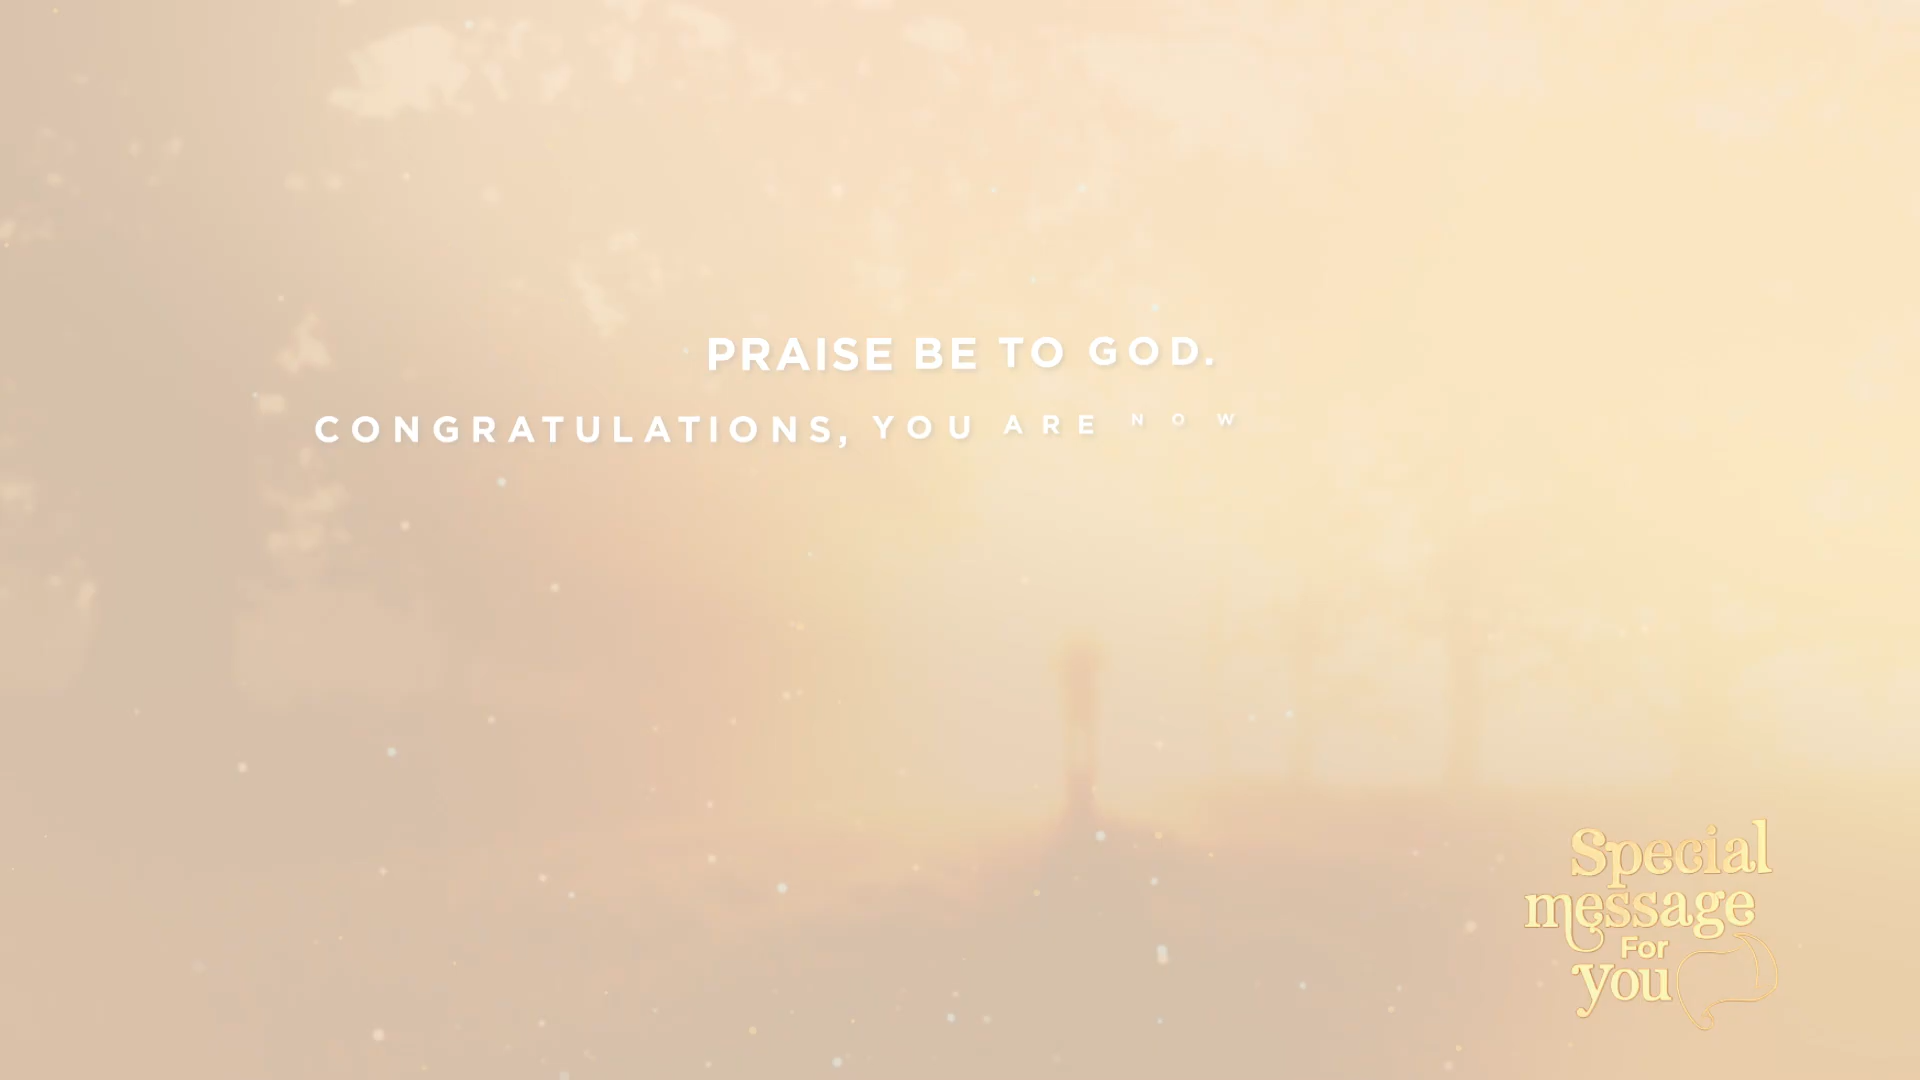 PRAISE BE TO GOD.
CONGRATULATIONS, YOU ARE NOW
Special
message
For
you